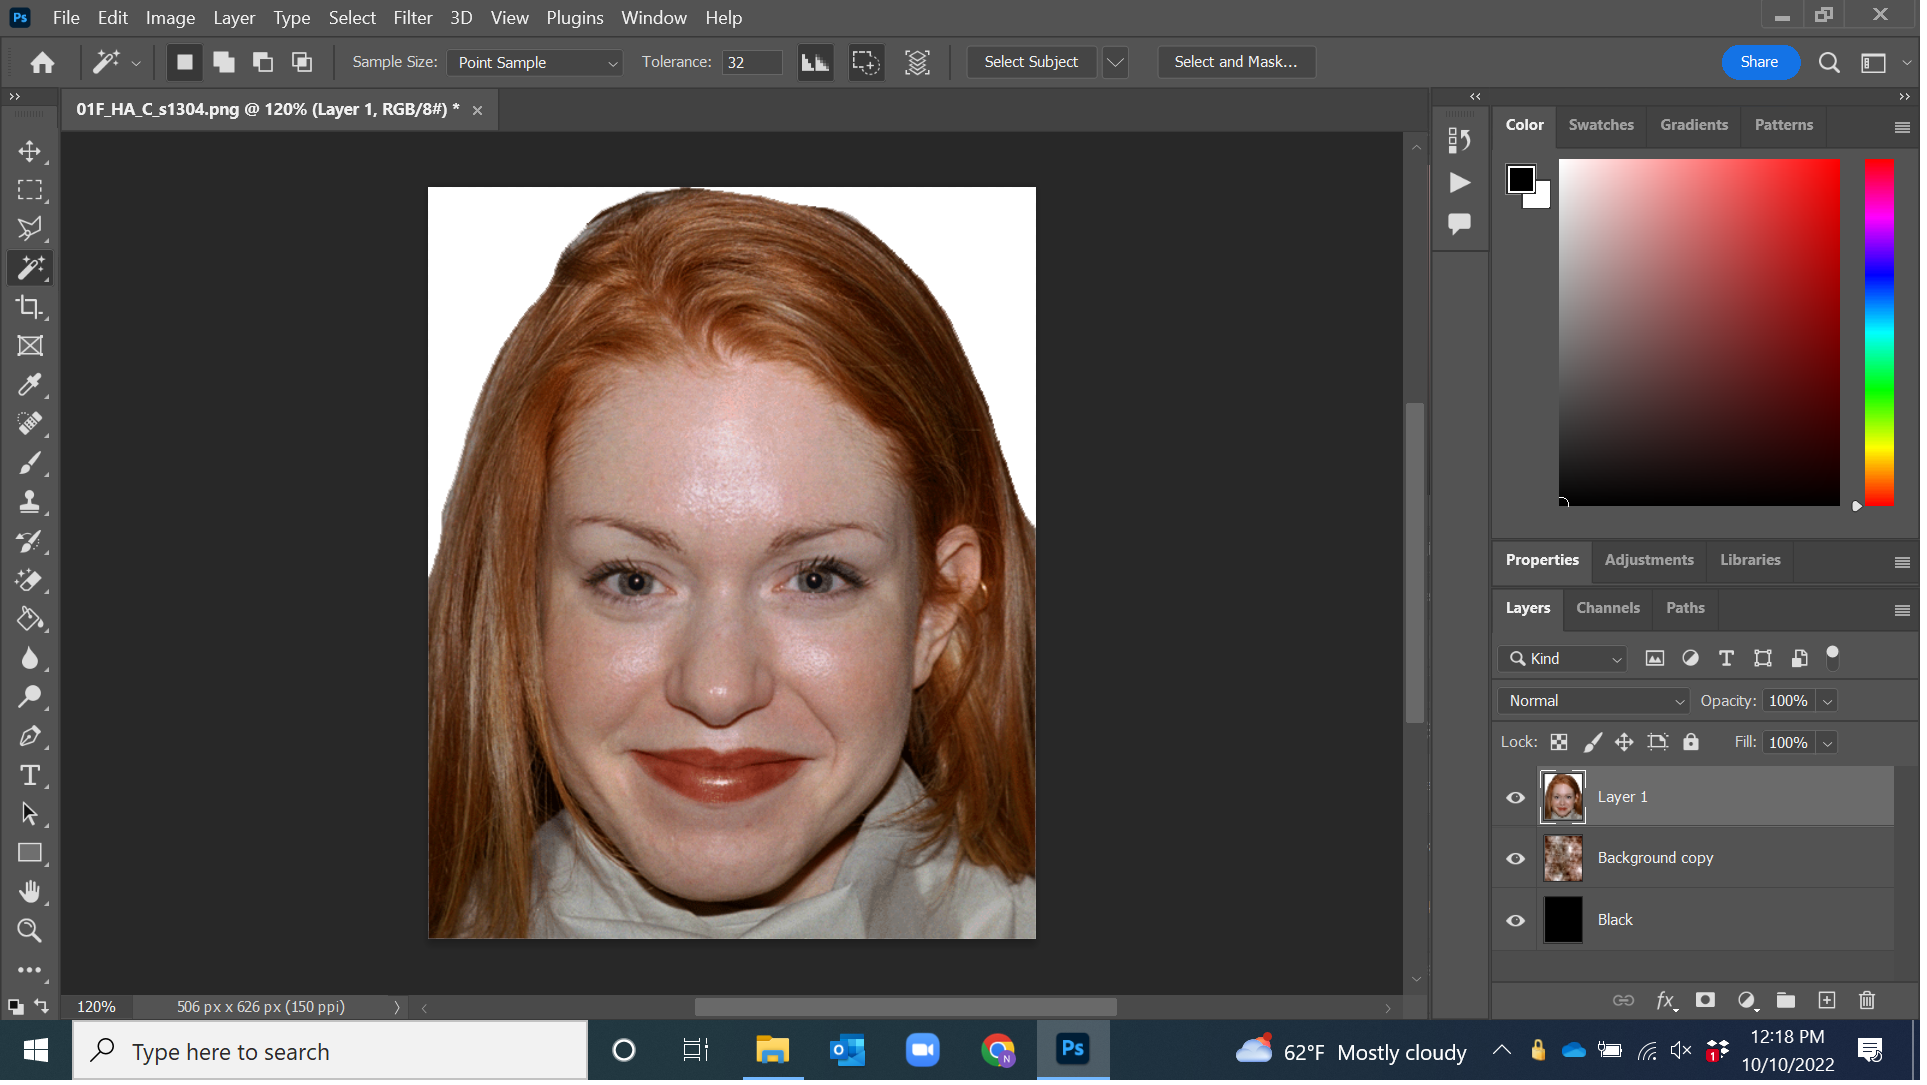 Ps File Edit Image Layer Type Select Filter 3D View Plugins Window Help
Sample Size: Point Sample Tolerance: 32 Select Subject Select and Mask... Share
01F_HA_C_s1304.png @ 120% (Layer 1, RGB/8#) *
Color Swatches Gradients Patterns
Properties Adjustments Libraries
Layers Channels Paths
Kind
Normal Opacity: 100%
Lock: Fill: 100%
Layer 1
Background copy
Black
fx
120% 506 px x 626 px (150 ppi)
Type here to search
N
Ps
62°F Mostly cloudy
1
12:18 PM
10/10/2022